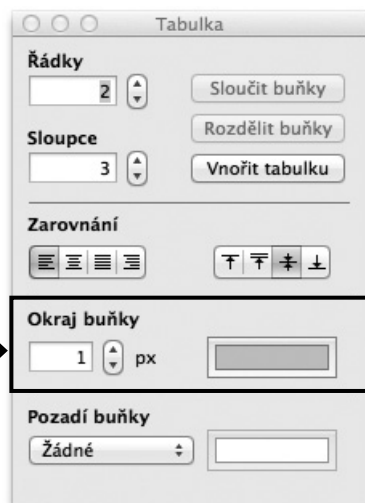 Tabulka
Řádky
2
Sloučit buňky
Rozdělit buňky
Sloupce
3
Vnořit tabulku
Zarovnání
Okraj buňky
1 px
Pozadí buňky
Žádné